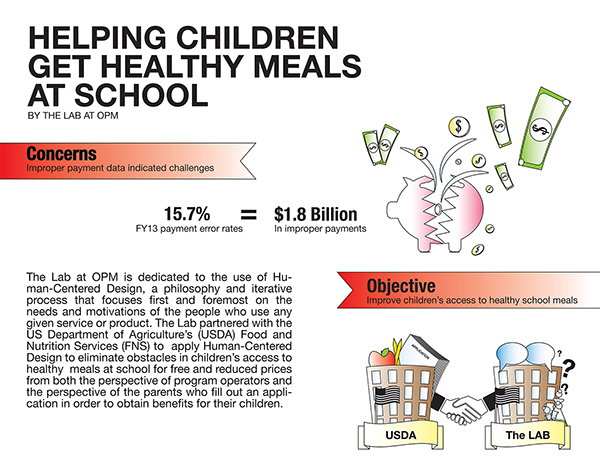 HELPING CHILDREN
GET HEALTHY MEALS
AT SCHOOL
BY THE LAB AT OPM
Concerns
Improper payment data indicated challenges
15.7% = $1.8 Billion
FY13 payment error rates
In improper payments
The Lab at OPM is dedicated to the use of Hu-
man-Centered Design, a philosophy and iterative
process that focuses first and foremost on the
needs and motivations of the people who use any
given service or product. The Lab partnered with the
US Department of Agriculture's (USDA) Food and
Nutrition Services (FNS) to apply Human-Centered
Design to eliminate obstacles in children's access to
healthy meals at school for free and reduced prices
from both the perspective of program operators and
the perspective of the parents who fill out an appli-
cation in order to obtain benefits for their children.
Objective
Improve children's access to healthy school meals
APPLICATION
USDA
The LAB